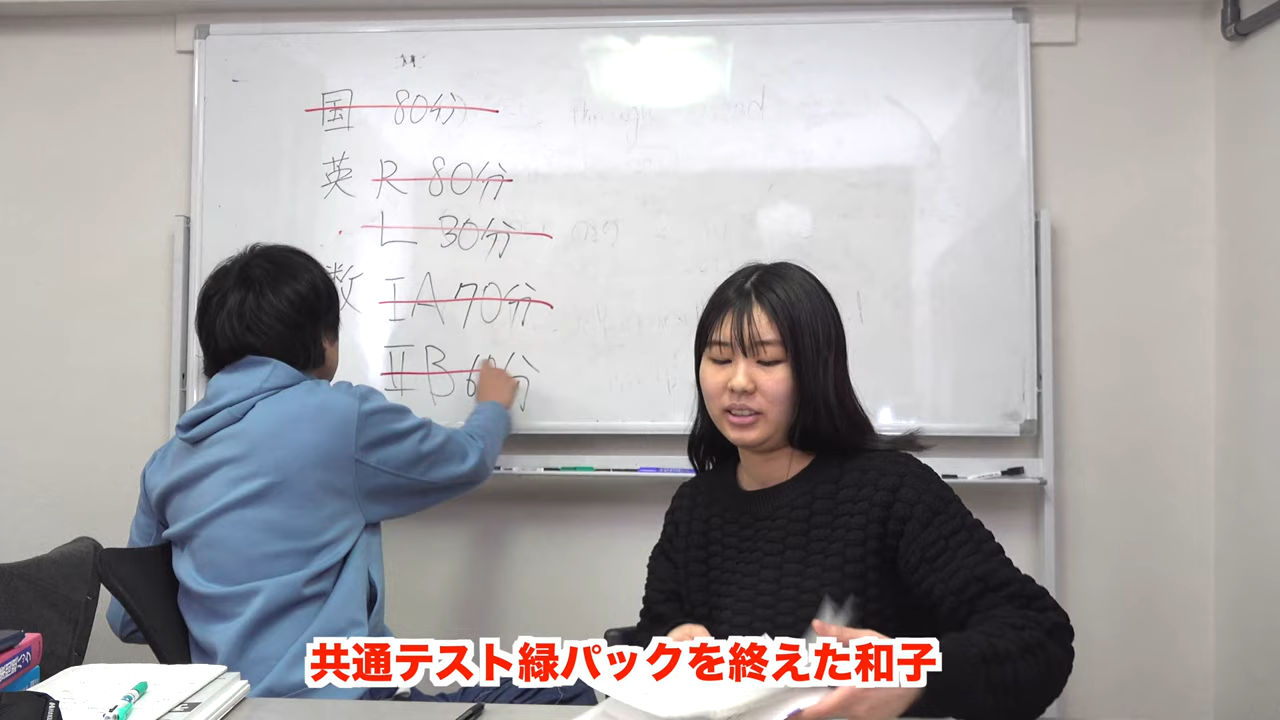 国 80分
英 R 80分
L 30分
数 IA 70分
ⅡB 60分
through
共通テスト緑パックを終えた和子